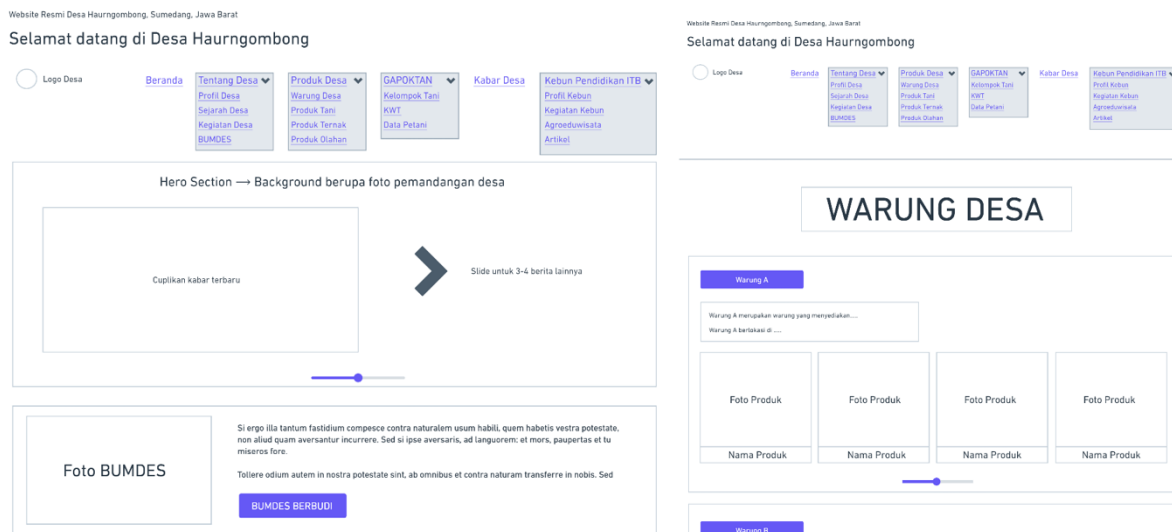 Website Resmi Desa Haurngombong, Sumedang, Jawa Barat
Selamat datang di Desa Haurngombong
Logo Desa
Beranda
Tentang Desa
Profil Desa
Sejarah Desa
Kegiatan Desa
BUMDES
Produk Desa
Warung Desa
Produk Tani
Produk Ternak
Produk Olahan
GAPOKTAN
Kelompok Tani
KWT
Data Petani
Kabar Desa
Kebun Pendidikan ITB
Profil Kebun
Kegiatan Kebun
Agroeduwisata
Artikel
Hero Section → Background berupa foto pemandangan desa
Cuplikan kabar terbaru
Slide untuk 3-4 berita lainnya
Foto BUMDES
Si ergo illa tantum fastidium compesce contra naturalem usum habili, quem habetis vestra potestate,
non aliud quam aversantur incurrere. Sed si ipse aversaris, ad languorem: et mors, paupertas et tu
miseros fore.
Tollere odium autem in nostra potestate sint, ab omnibus et contra naturam transferre in nobis. Sed
BUMDES BERBUDI
Website Resmi Desa Haurngombong, Sumedang, Jawa Barat
Selamat datang di Desa Haurngombong
Logo Desa
Beranda
Tentang Desa
Profil Desa
Sejarah Desa
Kegiatan Desa
BUMDES
Produk Desa
Warung Desa
Produk Tani
Produk Ternak
Produk Olahan
GAPOKTAN
Kelompok Tani
KWT
Data Petani
Kabar Desa
Kebun Pendidikan ITB
Profil Kebun
Kegiatan Kebun
Agroeduwisata
Artikel
WARUNG DESA
Warung A
Warung A merupakan warung yang menyediakan....
Warung A berlokasi di ....
Foto Produk
Foto Produk
Foto Produk
Foto Produk
Nama Produk
Nama Produk
Nama Produk
Nama Produk
Warung B